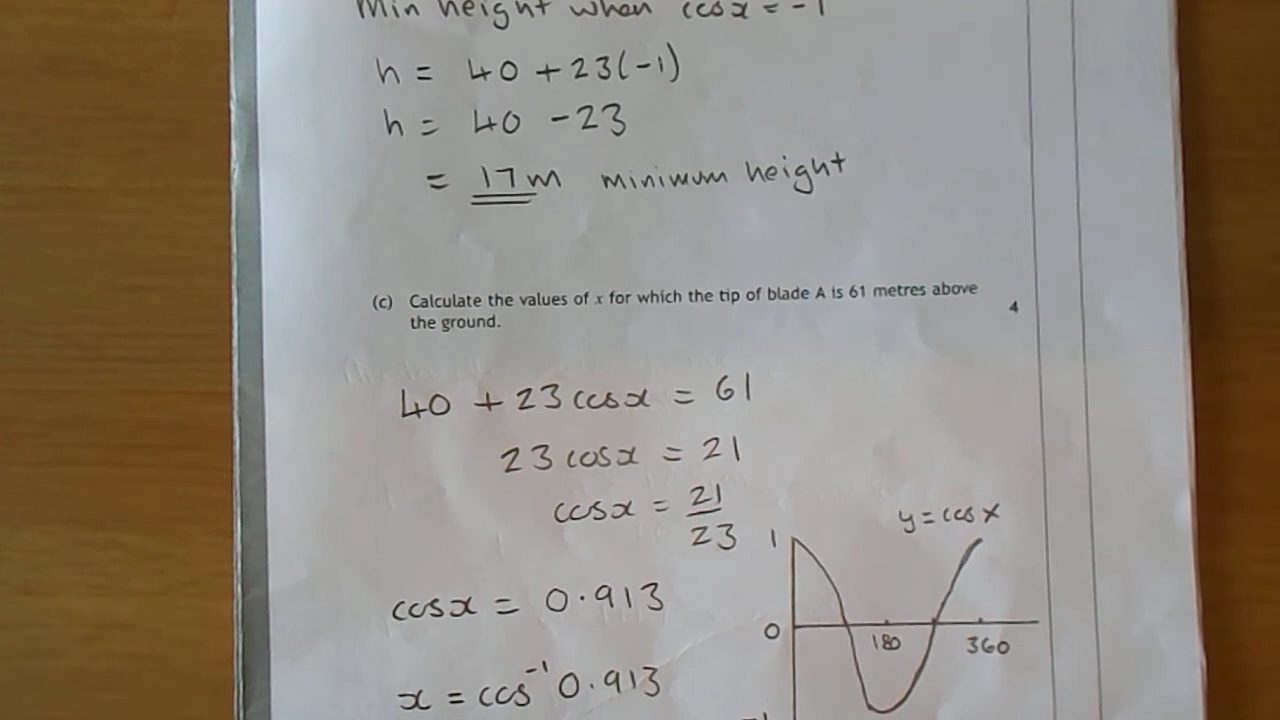 Min height when cos x = -1
h = 40 + 23(-1)
h = 40 - 23
= 17m minimum height
(c) Calculate the values of x for which the tip of blade A is 61 metres above
the ground.
4
40 + 23 cos x = 61
23 cos x = 21
cos x = 21/23
y = cos x
1
cos x = 0.913
0
180
360
x = cos⁻¹ 0.913
-1